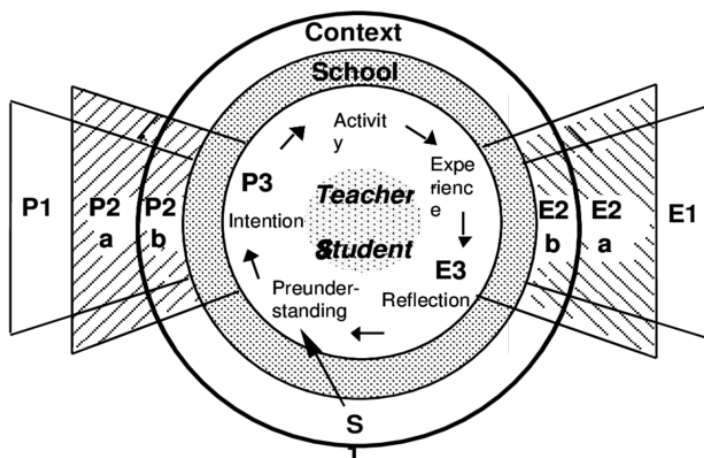 Context
School
Activit
y
Expe
rienc
e
P3
Teacher
&
Student
Intention
E3
Preunder-
standing
Reflection
P1
P2
a
P2
b
E2
b
E2
a
E1
S
1